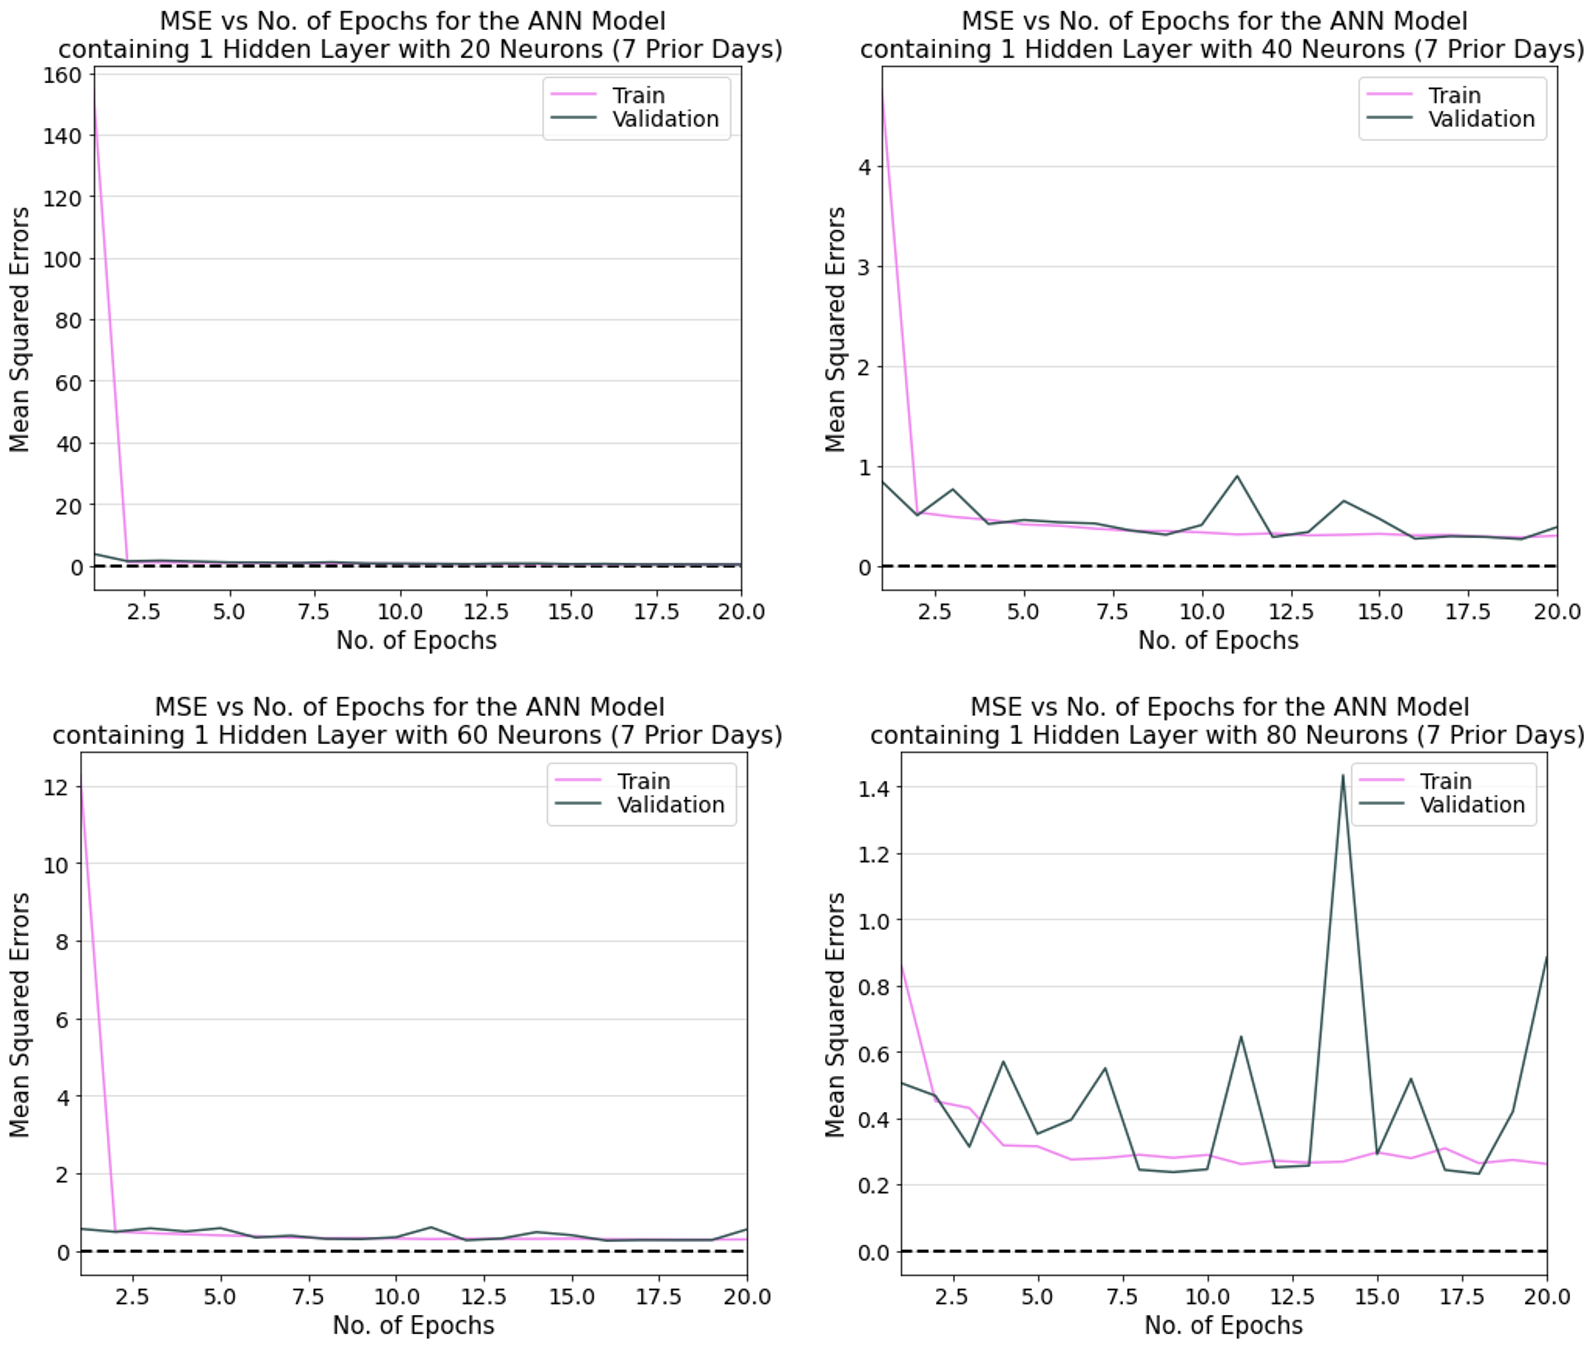 MSE vs No. of Epochs for the ANN Model
containing 1 Hidden Layer with 20 Neurons (7 Prior Days)
160
140
120
100
80
60
40
20
0
Mean Squared Errors
Train
Validation
2.5 5.0 7.5 10.0 12.5 15.0 17.5 20.0
No. of Epochs
MSE vs No. of Epochs for the ANN Model
containing 1 Hidden Layer with 40 Neurons (7 Prior Days)
4
3
2
1
0
Mean Squared Errors
Train
Validation
2.5 5.0 7.5 10.0 12.5 15.0 17.5 20.0
No. of Epochs
MSE vs No. of Epochs for the ANN Model
containing 1 Hidden Layer with 60 Neurons (7 Prior Days)
12
10
8
6
4
2
0
Mean Squared Errors
Train
Validation
2.5 5.0 7.5 10.0 12.5 15.0 17.5 20.0
No. of Epochs
MSE vs No. of Epochs for the ANN Model
containing 1 Hidden Layer with 80 Neurons (7 Prior Days)
1.4
1.2
1.0
0.8
0.6
0.4
0.2
0.0
Mean Squared Errors
Train
Validation
2.5 5.0 7.5 10.0 12.5 15.0 17.5 20.0
No. of Epochs